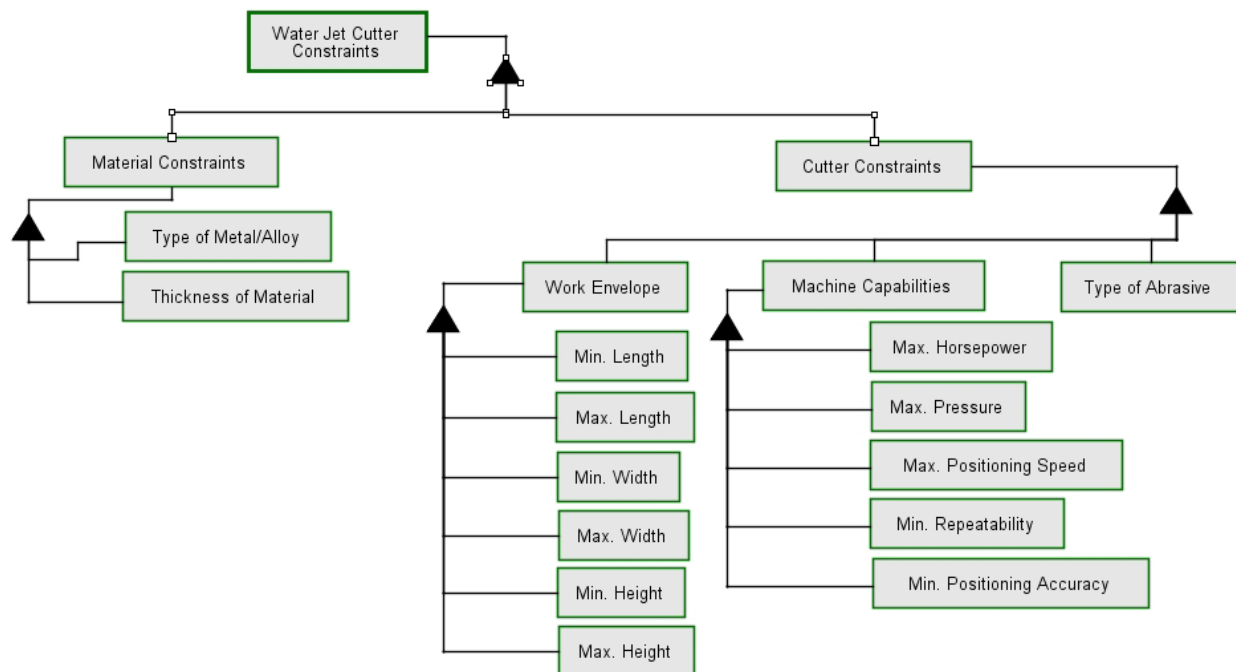 Water Jet Cutter
Constraints
Material Constraints
Cutter Constraints
Type of Metal/Alloy
Thickness of Material
Work Envelope
Machine Capabilities
Type of Abrasive
Min. Length
Max. Length
Min. Width
Max. Width
Min. Height
Max. Height
Max. Horsepower
Max. Pressure
Max. Positioning Speed
Min. Repeatability
Min. Positioning Accuracy